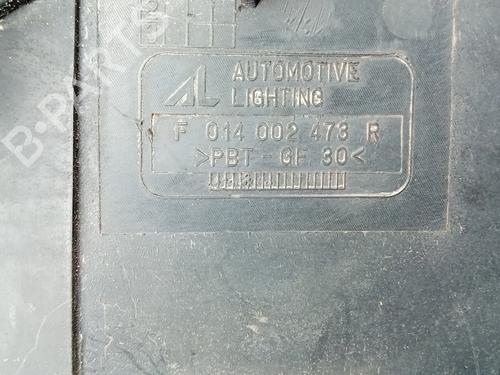 AL AUTOMOTIVE
LIGHTING
F 014 002 473 R
>PBT-GF 30<
B-PARTS